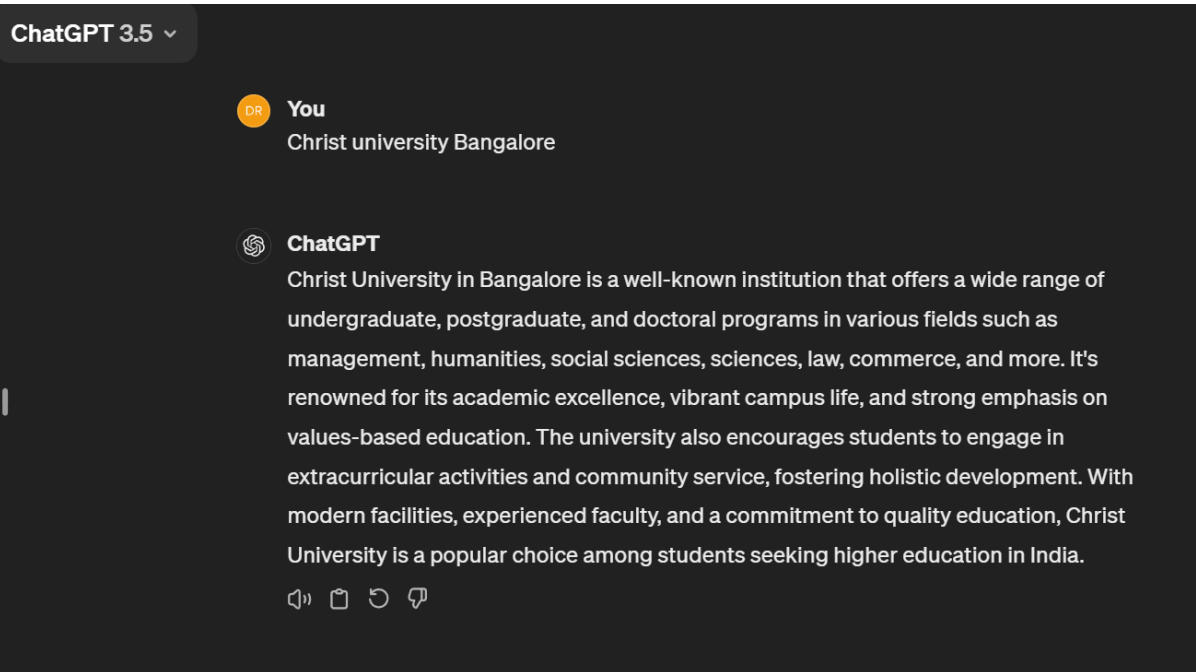 ChatGPT 3.5
DR
You
Christ university Bangalore
ChatGPT
Christ University in Bangalore is a well-known institution that offers a wide range of
undergraduate, postgraduate, and doctoral programs in various fields such as
management, humanities, social sciences, sciences, law, commerce, and more. It's
renowned for its academic excellence, vibrant campus life, and strong emphasis on
values-based education. The university also encourages students to engage in
extracurricular activities and community service, fostering holistic development. With
modern facilities, experienced faculty, and a commitment to quality education, Christ
University is a popular choice among students seeking higher education in India.